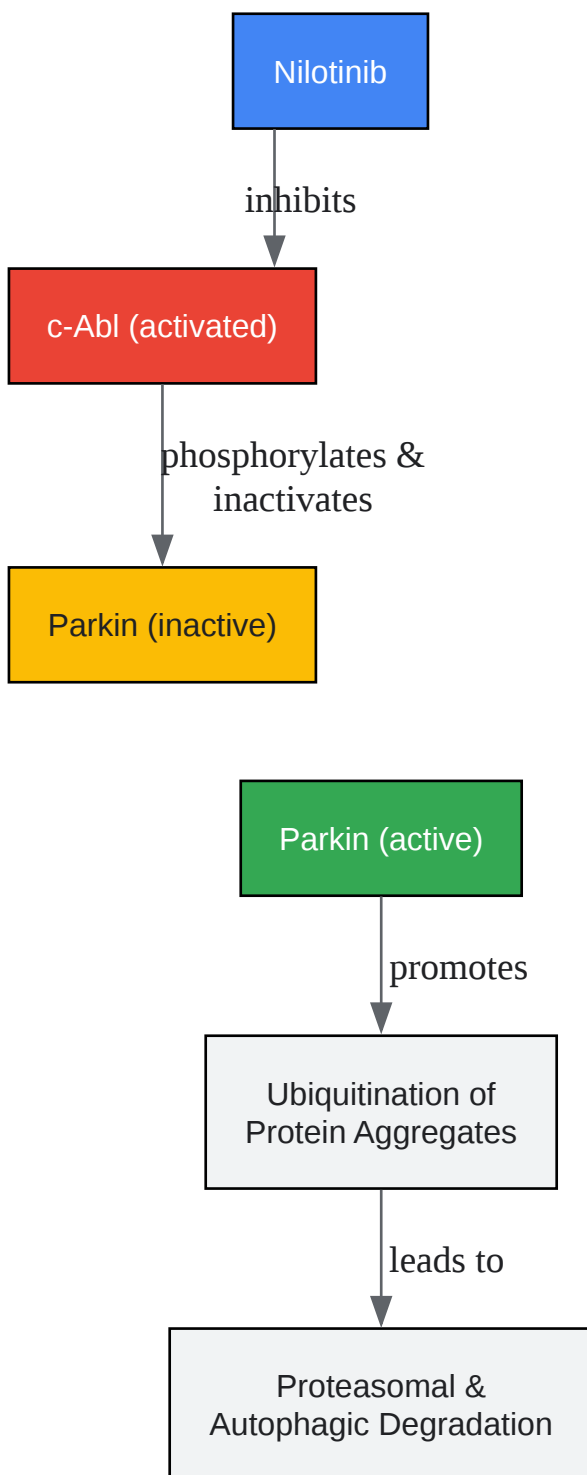 Nilotinib
inhibits
c-Abl (activated)
phosphorylates &
inactivates
Parkin (inactive)
Parkin (active)
promotes
Ubiquitination of
Protein Aggregates
leads to
Proteasomal &
Autophagic Degradation